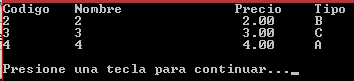 Codigo Nombre Precio Tipo
2 2 2.00 B
3 3 3.00 C
4 4 4.00 A
Presione una tecla para continuar..._